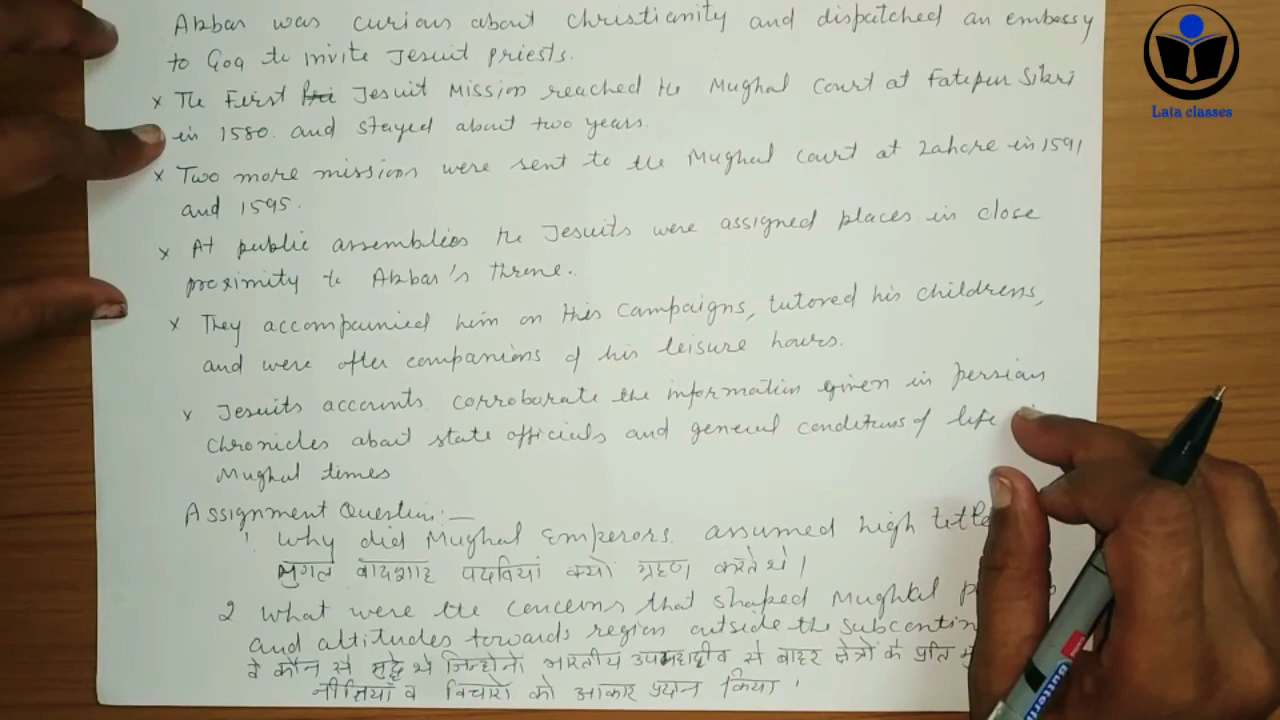 Akbar was curious about Christianity and dispatched an embassy
to Goa to invite Jesuit priests.
x The First Jesuit Mission reached the Mughal Court at Fatepur Sikri
in 1580. and stayed about two years.
x Two more mission were sent to the Mughal Court at Lahore in 1591
and 1595.
x At public assemblies the Jesuits were assigned places in close
proximity to Akbar's throne.
x They accompanied him on this Campaigns, tutored his childrens,
and were often companions of his leisure hours.
x Jesuits accounts corroborate the information given in persian
chronicles about state officials and general conditions of life
Mughal times
Assignment Question:—
1. Why did Mughal Emperors assumed high title
मुगल बादशाह पदवियां क्यों ग्रहण करते थे।
2 What were the concerns that shaped Mughal
and attitudes towards region outside the subcontin
वे कौन से मुद्दे थे जिन्होनों भारतीय उपमहाद्वीव से बाहर क्षेत्रों के प्रति
नीतियों व विचारों को आकार प्रदान किया।
Lata classes